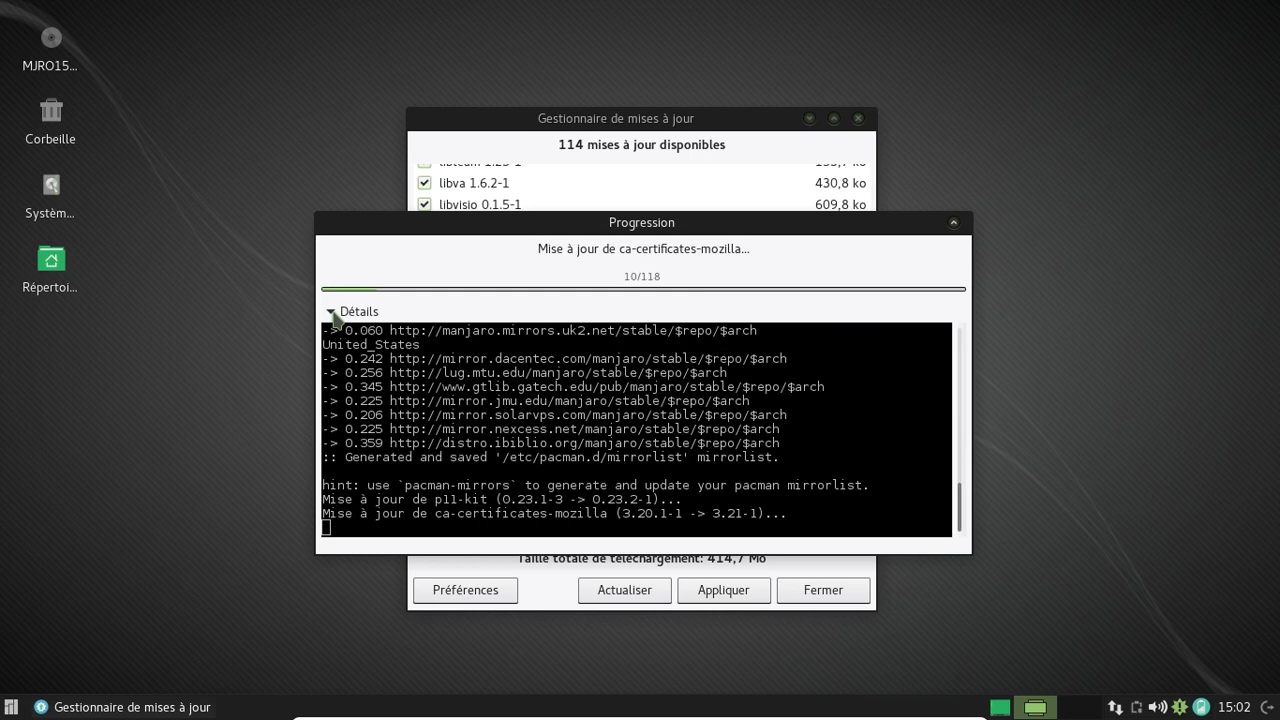 MJRO15...
Corbeille
Systèm...
Répertoi...
Gestionnaire de mises à jour
114 mises à jour disponibles
libva 1.6.2-1 430,8 ko
libvisio 0.1.5-1 609,8 ko
Progression
Mise à jour de ca-certificates-mozilla...
10/118
Détails
-> 0.060 http://manjaro.mirrors.uk2.net/stable/$repo/$arch
United_States
-> 0.242 http://mirror.dacentec.com/manjaro/stable/$repo/$arch
-> 0.256 http://lug.mtu.edu/manjaro/stable/$repo/$arch
-> 0.345 http://www.gtlib.gatech.edu/pub/manjaro/stable/$repo/$arch
-> 0.225 http://mirror.jmu.edu/manjaro/stable/$repo/$arch
-> 0.206 http://mirror.solarvps.com/manjaro/stable/$repo/$arch
-> 0.225 http://mirror.nexcess.net/manjaro/stable/$repo/$arch
-> 0.359 http://distro.ibiblio.org/manjaro/stable/$repo/$arch
:: Generated and saved '/etc/pacman.d/mirrorlist' mirrorlist.
hint: use `pacman-mirrors` to generate and update your pacman mirrorlist.
Mise à jour de p11-kit (0.23.1-3 -> 0.23.2-1)...
Mise à jour de ca-certificates-mozilla (3.20.1-1 -> 3.21-1)...
Taille totale de téléchargement: 414,7 Mo
Préférences Actualiser Appliquer Fermer
Gestionnaire de mises à jour 15:02